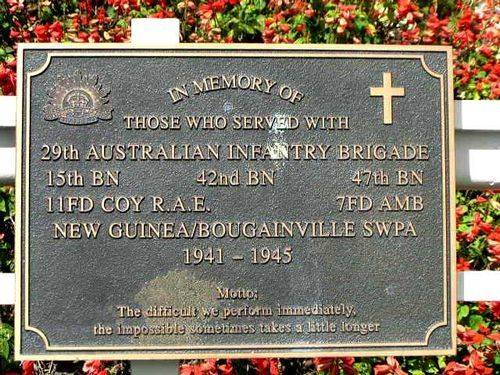 IN MEMORY OF
THOSE WHO SERVED WITH
29th AUSTRALIAN INFANTRY BRIGADE
15th BN 42nd BN 47th BN
11FD COY R.A.E. 7FD AMB
NEW GUINEA/BOUGAINVILLE SWPA
1941 – 1945
Motto;
The difficult we perform immediately,
the impossible sometimes takes a little longer